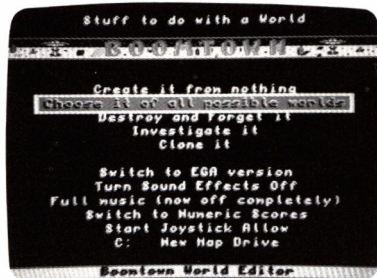 Stuff to do with a World
BOOMTOWN
Create it from nothing
Choose it of all possible worlds
Destroy and Forget it
Investigate it
Clone it
Switch to EGA version
Turn Sound Effects Off
Full music (now off completely)
Switch to Numeric Scores
Start Joystick Allow
C: New Map Drive
Boomtown World Editor